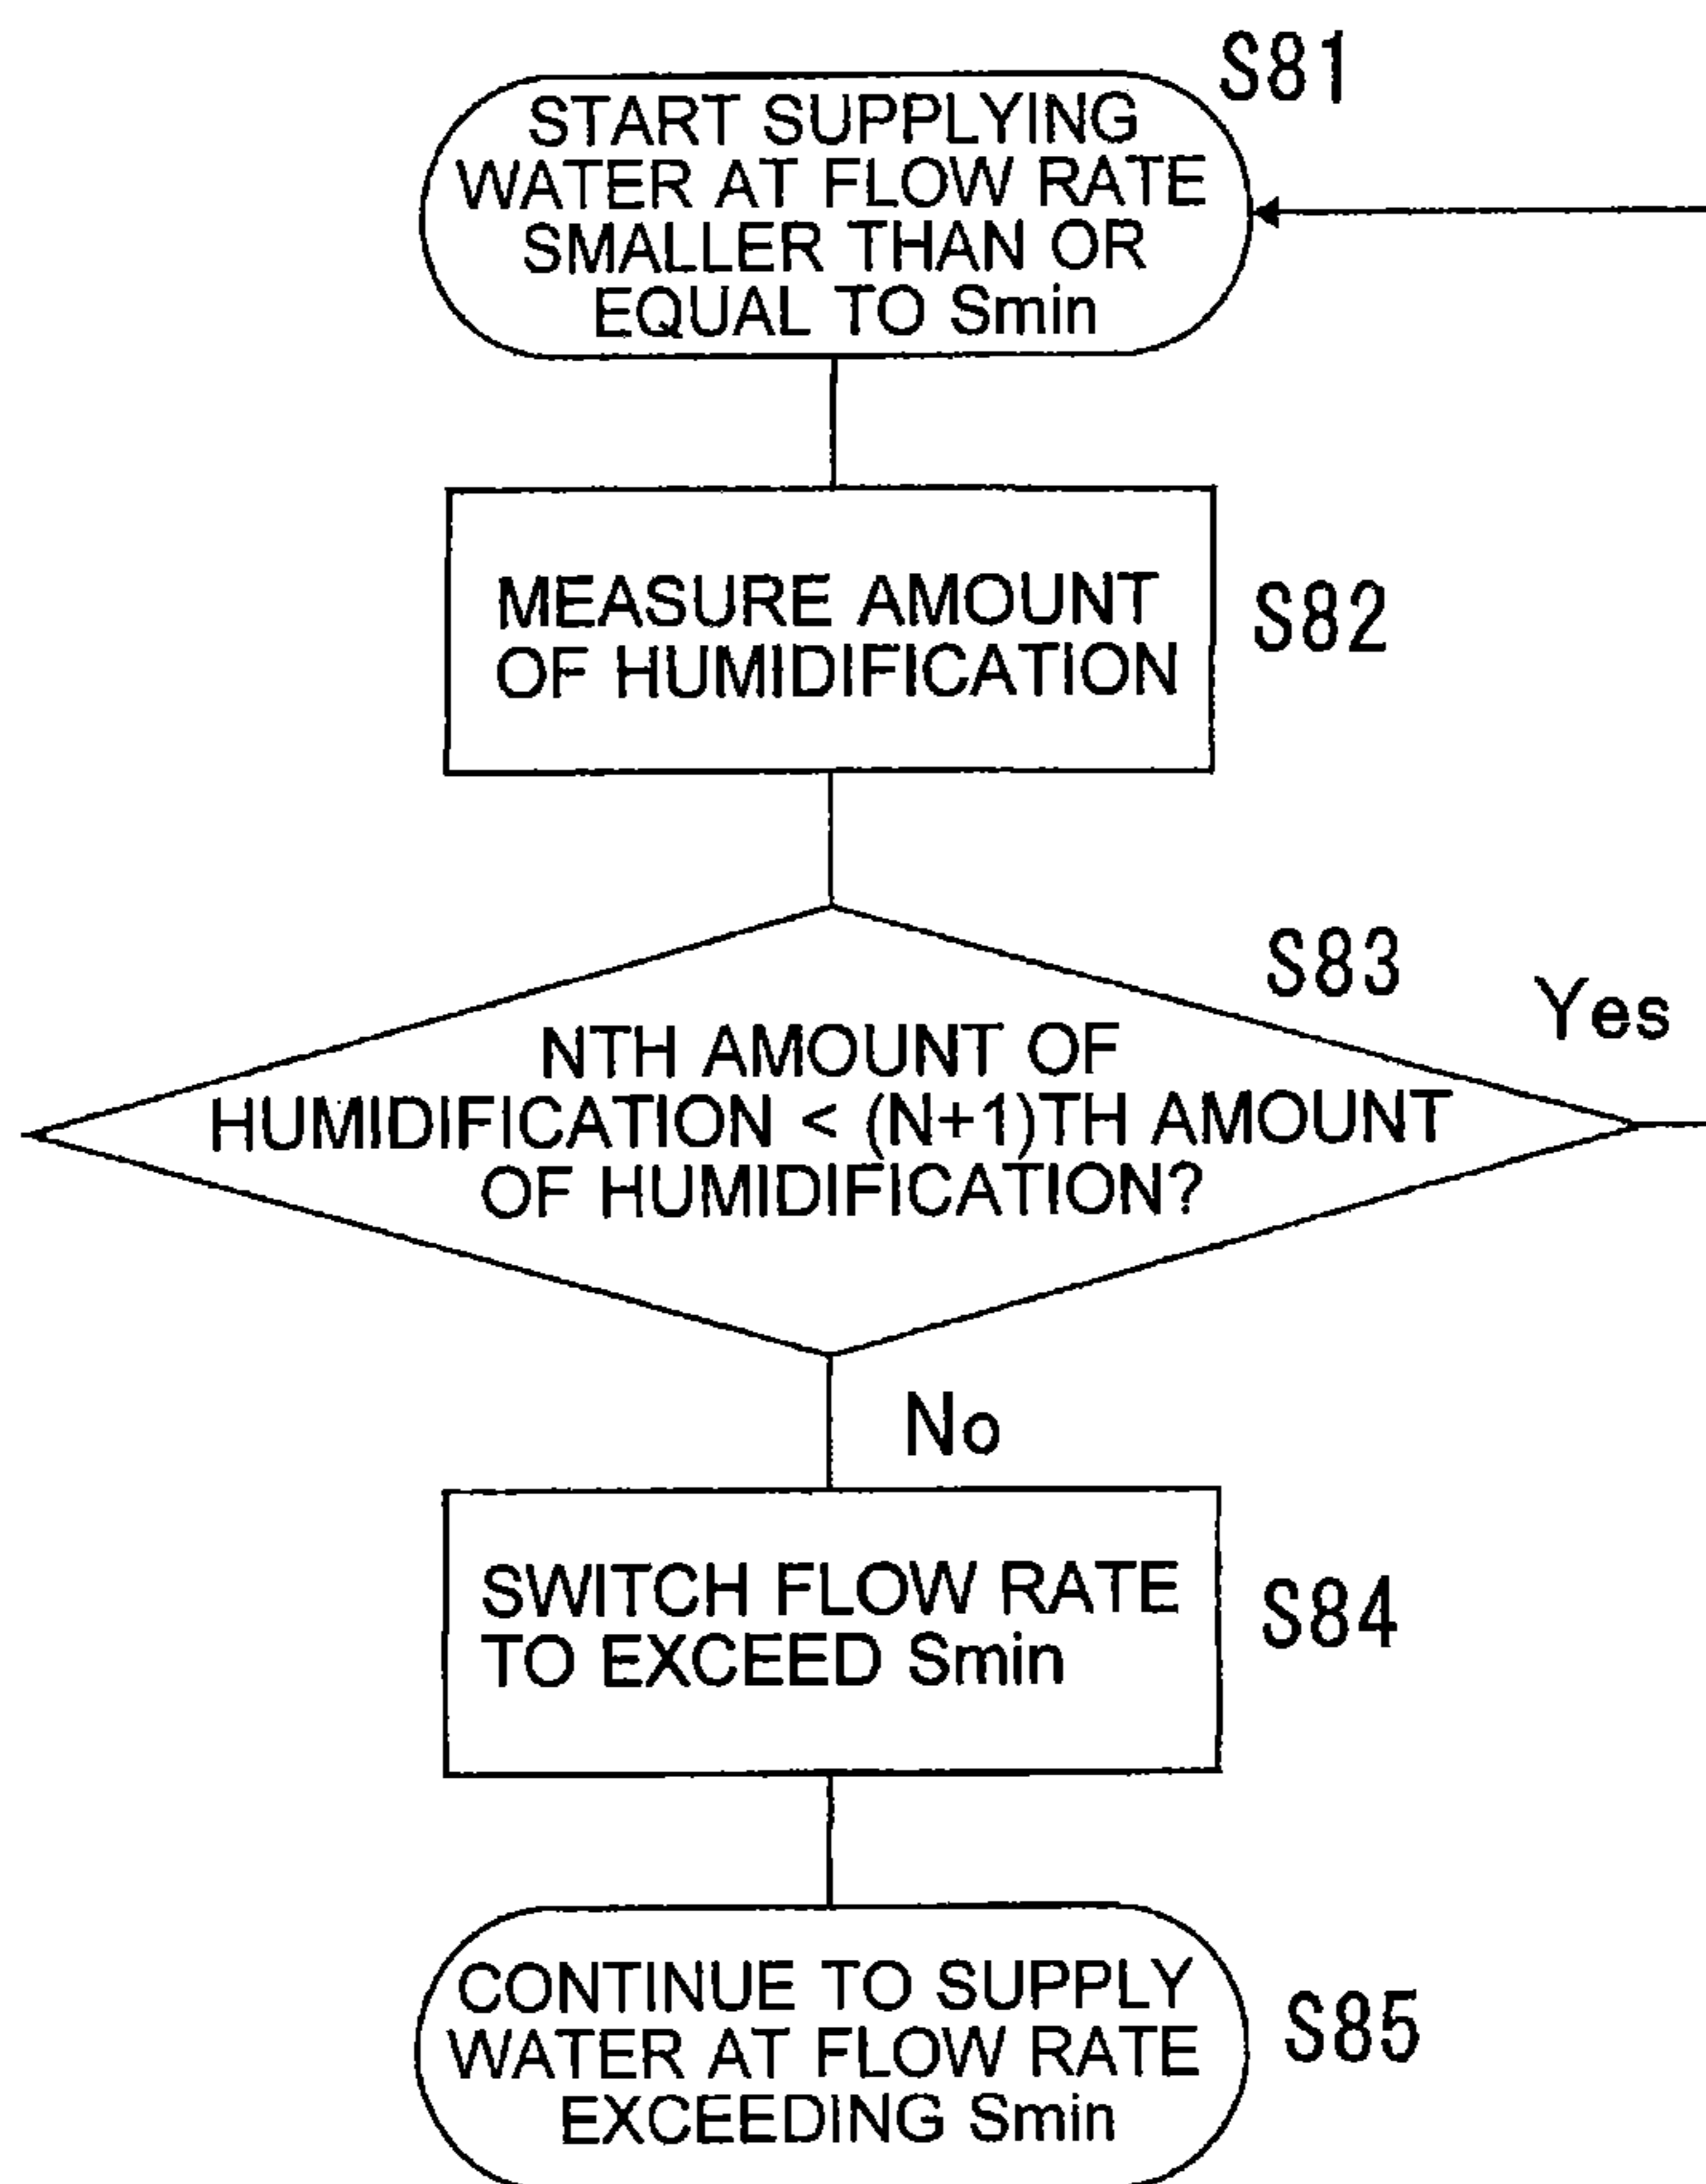 S81
START SUPPLYING
WATER AT FLOW RATE
SMALLER THAN OR
EQUAL TO Smin
MEASURE AMOUNT
OF HUMIDIFICATION
S82
S83
Yes
NTH AMOUNT OF
HUMIDIFICATION < (N+1)TH AMOUNT
OF HUMIDIFICATION?
No
SWITCH FLOW RATE
TO EXCEED Smin
S84
CONTINUE TO SUPPLY
WATER AT FLOW RATE
EXCEEDING Smin
S85